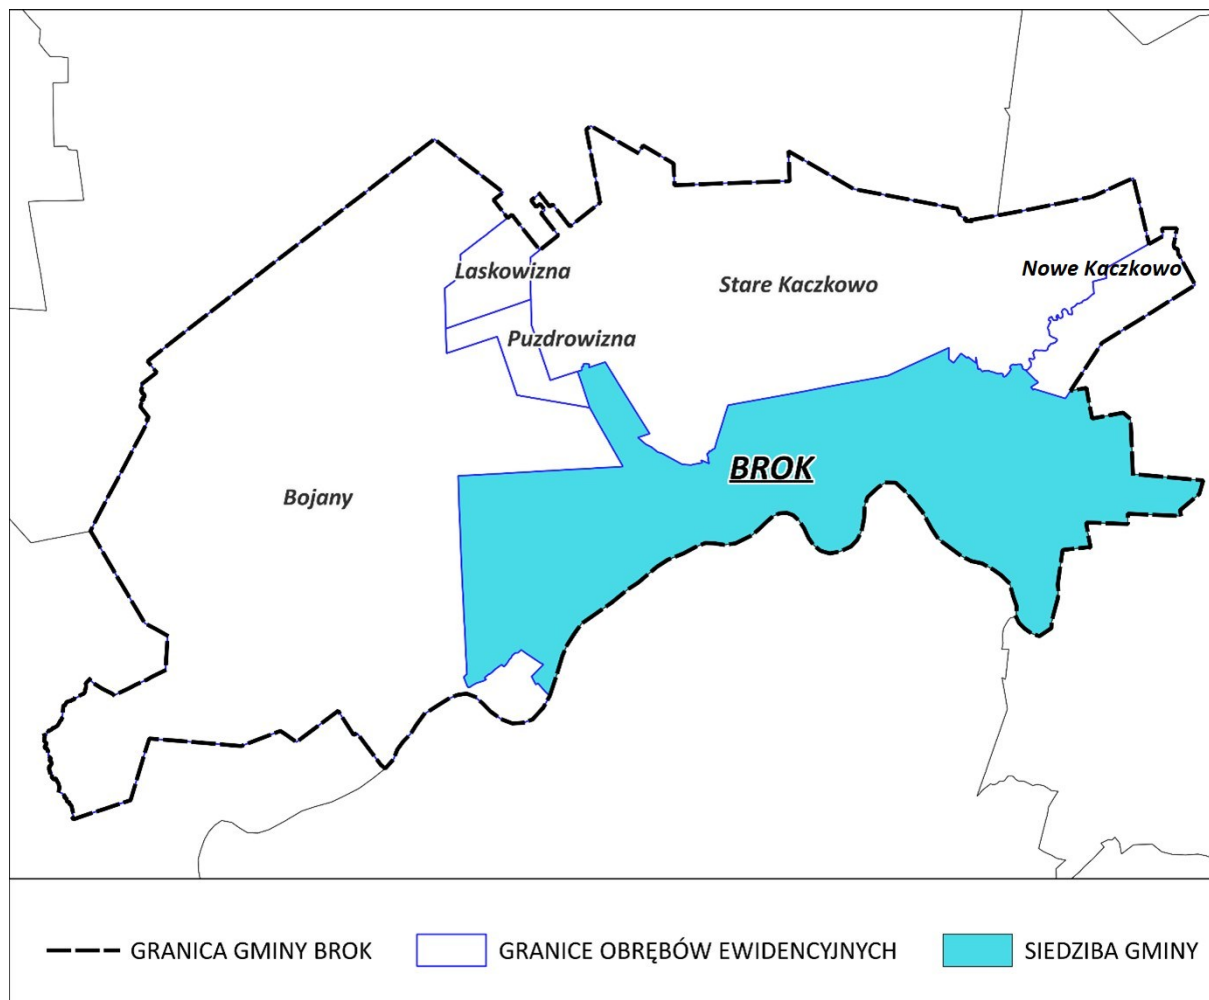 Laskowizna
Nowe Kaczkowo
Stare Kaczkowo
Puzdrowizna
BROK
Bojany
GRANICA GMINY BROK
GRANICE OBRĘBÓW EWIDENCYJNYCH
SIEDZIBA GMINY